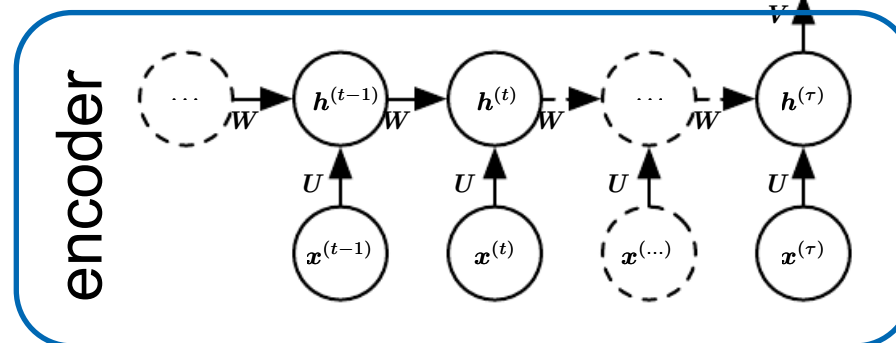 V
encoder
... h^(t−1) h^(t) ... h^(τ)
W W W W
U U U U
x^(t−1) x^(t) x^(...) x^(τ)